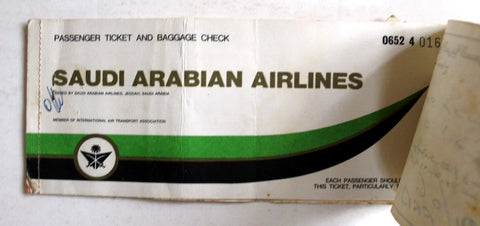 PASSENGER TICKET AND BAGGAGE CHECK
0652 4 016
SAUDI ARABIAN AIRLINES
ISSUED BY SAUDI ARABIAN AIRLINES, JEDDAH, SAUDI ARABIA
MEMBER OF INTERNATIONAL AIR TRANSPORT ASSOCIATION
EACH PASSENGER SHOUL
THIS TICKET, PARTICULARLY T